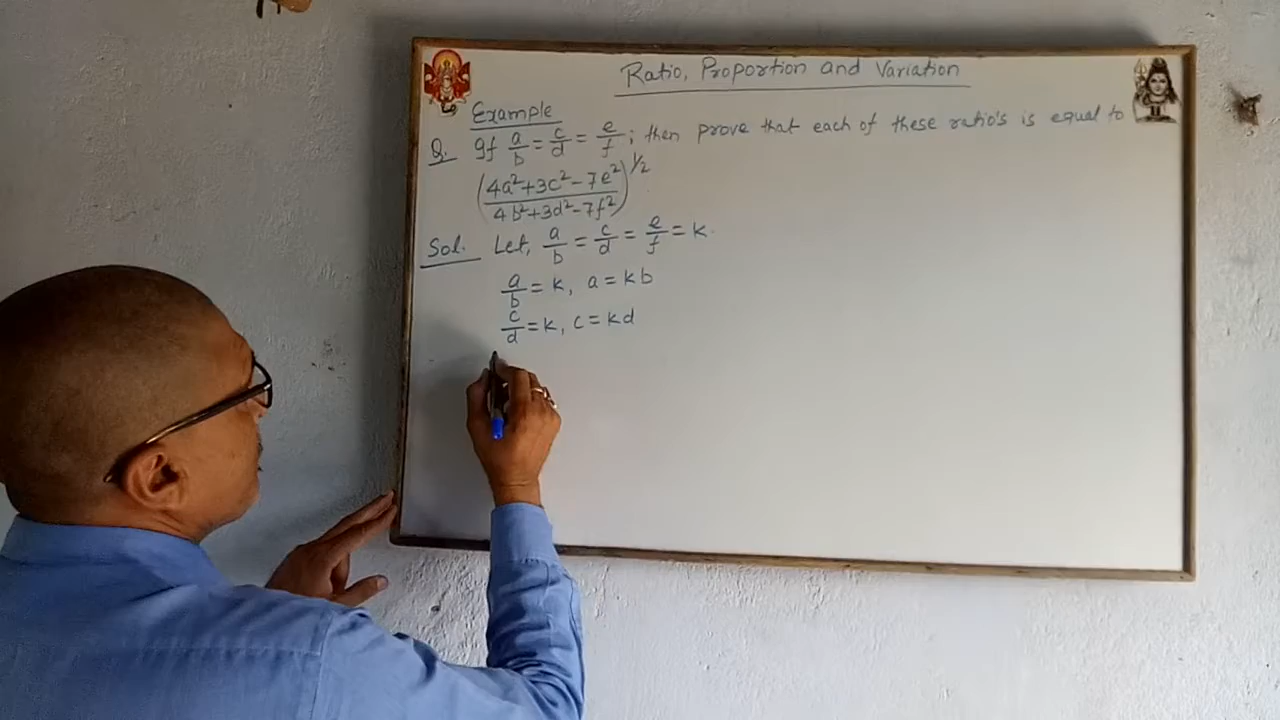 Ratio, Proportion and Variation
Example
Q. If a/b = c/d = e/f ; then prove that each of these ratio's is equal to
((4a²+3c²-7e²)/(4b²+3d²-7f²))^1/2
Sol. Let, a/b = c/d = e/f = k.
a/b = k, a = kb
c/d = k, c = kd